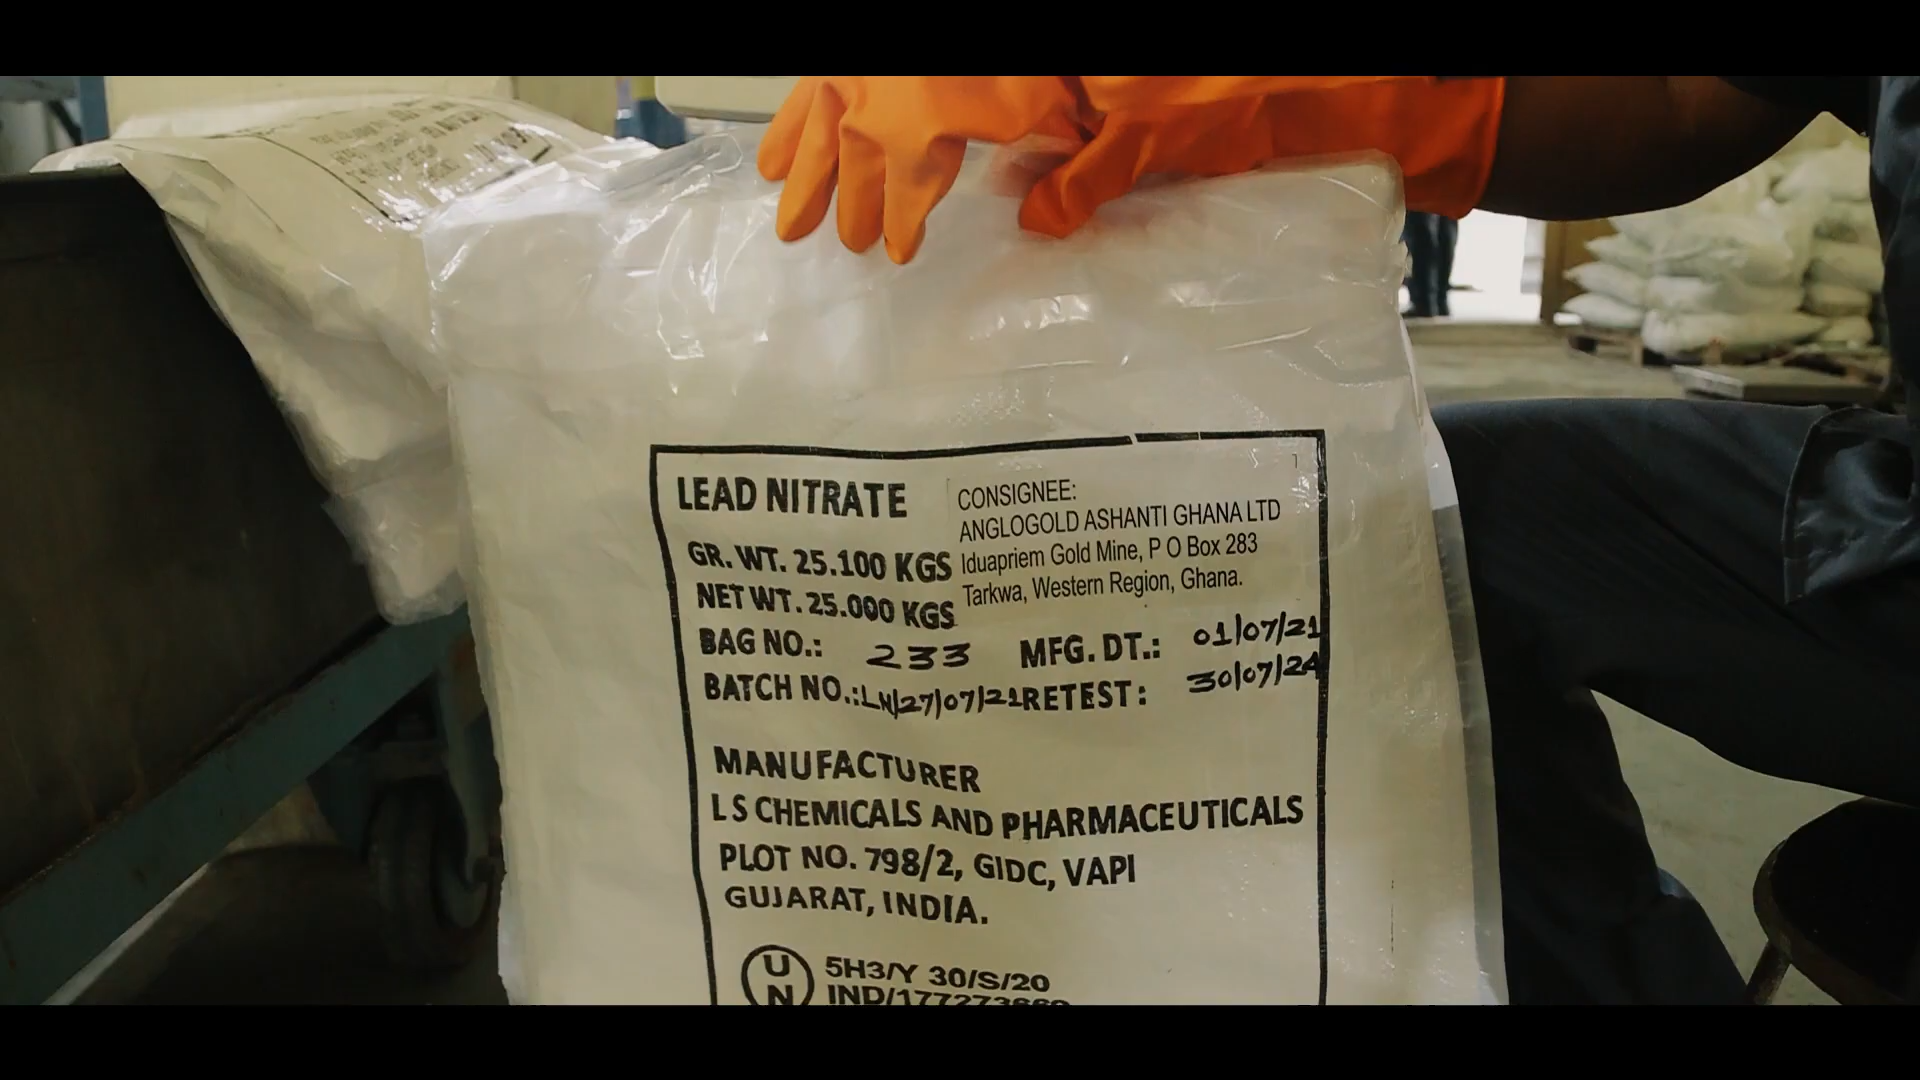 LEAD NITRATE
CONSIGNEE:
ANGLOGOLD ASHANTI GHANA LTD
Iduapriem Gold Mine, P O Box 283
Tarkwa, Western Region, Ghana.
GR. WT. 25.100 KGS
NET WT. 25.000 KGS
BAG NO.: 233 MFG. DT.: 01/07/21
BATCH NO.: LN/27/07/21 RETEST: 30/07/24
MANUFACTURER
L S CHEMICALS AND PHARMACEUTICALS
PLOT NO. 798/2, GIDC, VAPI
GUJARAT, INDIA.
UN
5H3/Y 30/S/20